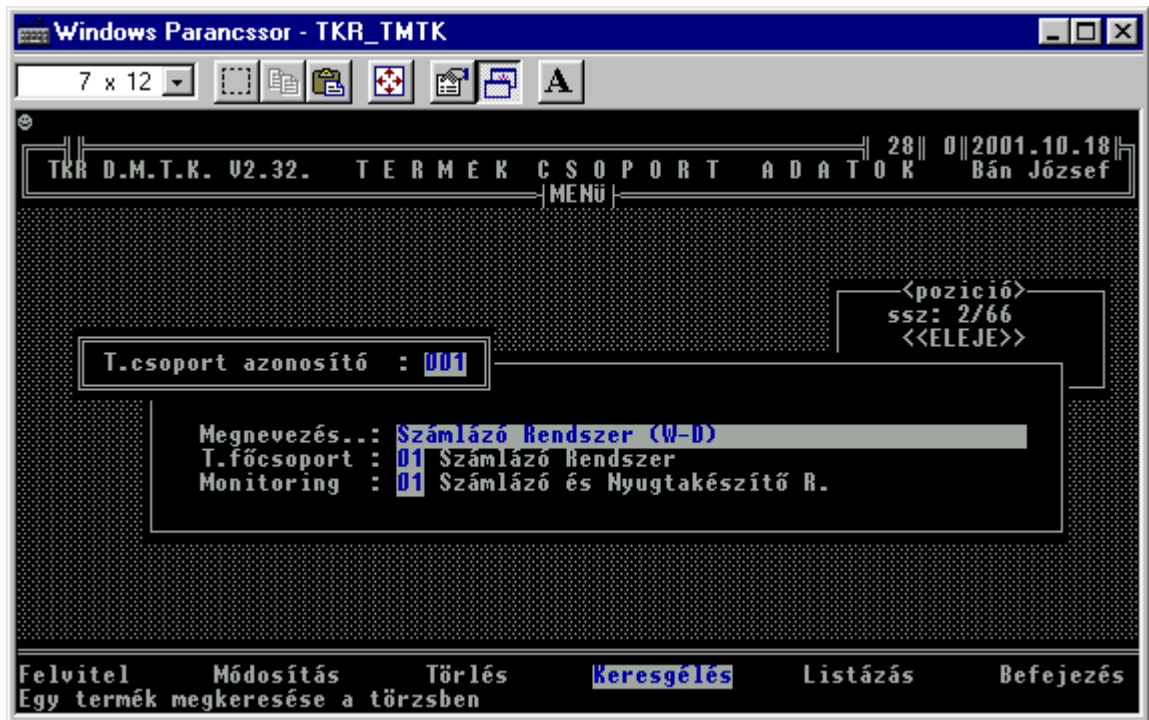 Windows Parancssor - TKR_TMTK
7 x 12
A
28 0 2001.10.18
TKR D.M.T.K. V2.32. T E R M É K C S O P O R T A D A T O K Bán József
MENü
<pozició>
ssz: 2/66
<<ELEJE>>
T.csoport azonosító : 001
Megnevezés..: Számlázó Rendszer (W-D)
T.főcsoport : 01 Számlázó Rendszer
Monitoring : 01 Számlázó és Nyugtakészítő R.
Felvitel Módosítás Törlés Keresgélés Listázás Befejezés
Egy termék megkeresése a törzsben